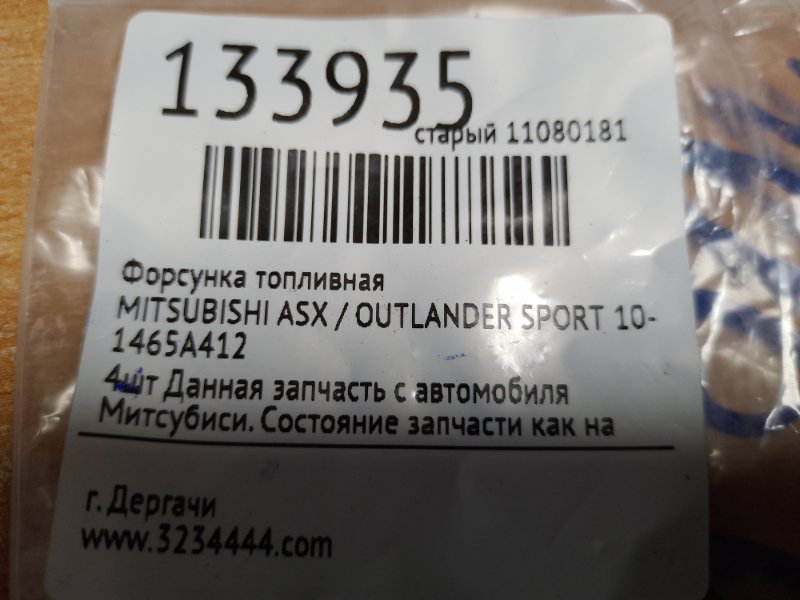 133935
старый 11080181
Форсунка топливная
MITSUBISHI ASX / OUTLANDER SPORT 10-
1465A412
4шт Данная запчасть с автомобиля
Митсубиси. Состояние запчасти как на
г. Дергачи
www.3234444.com